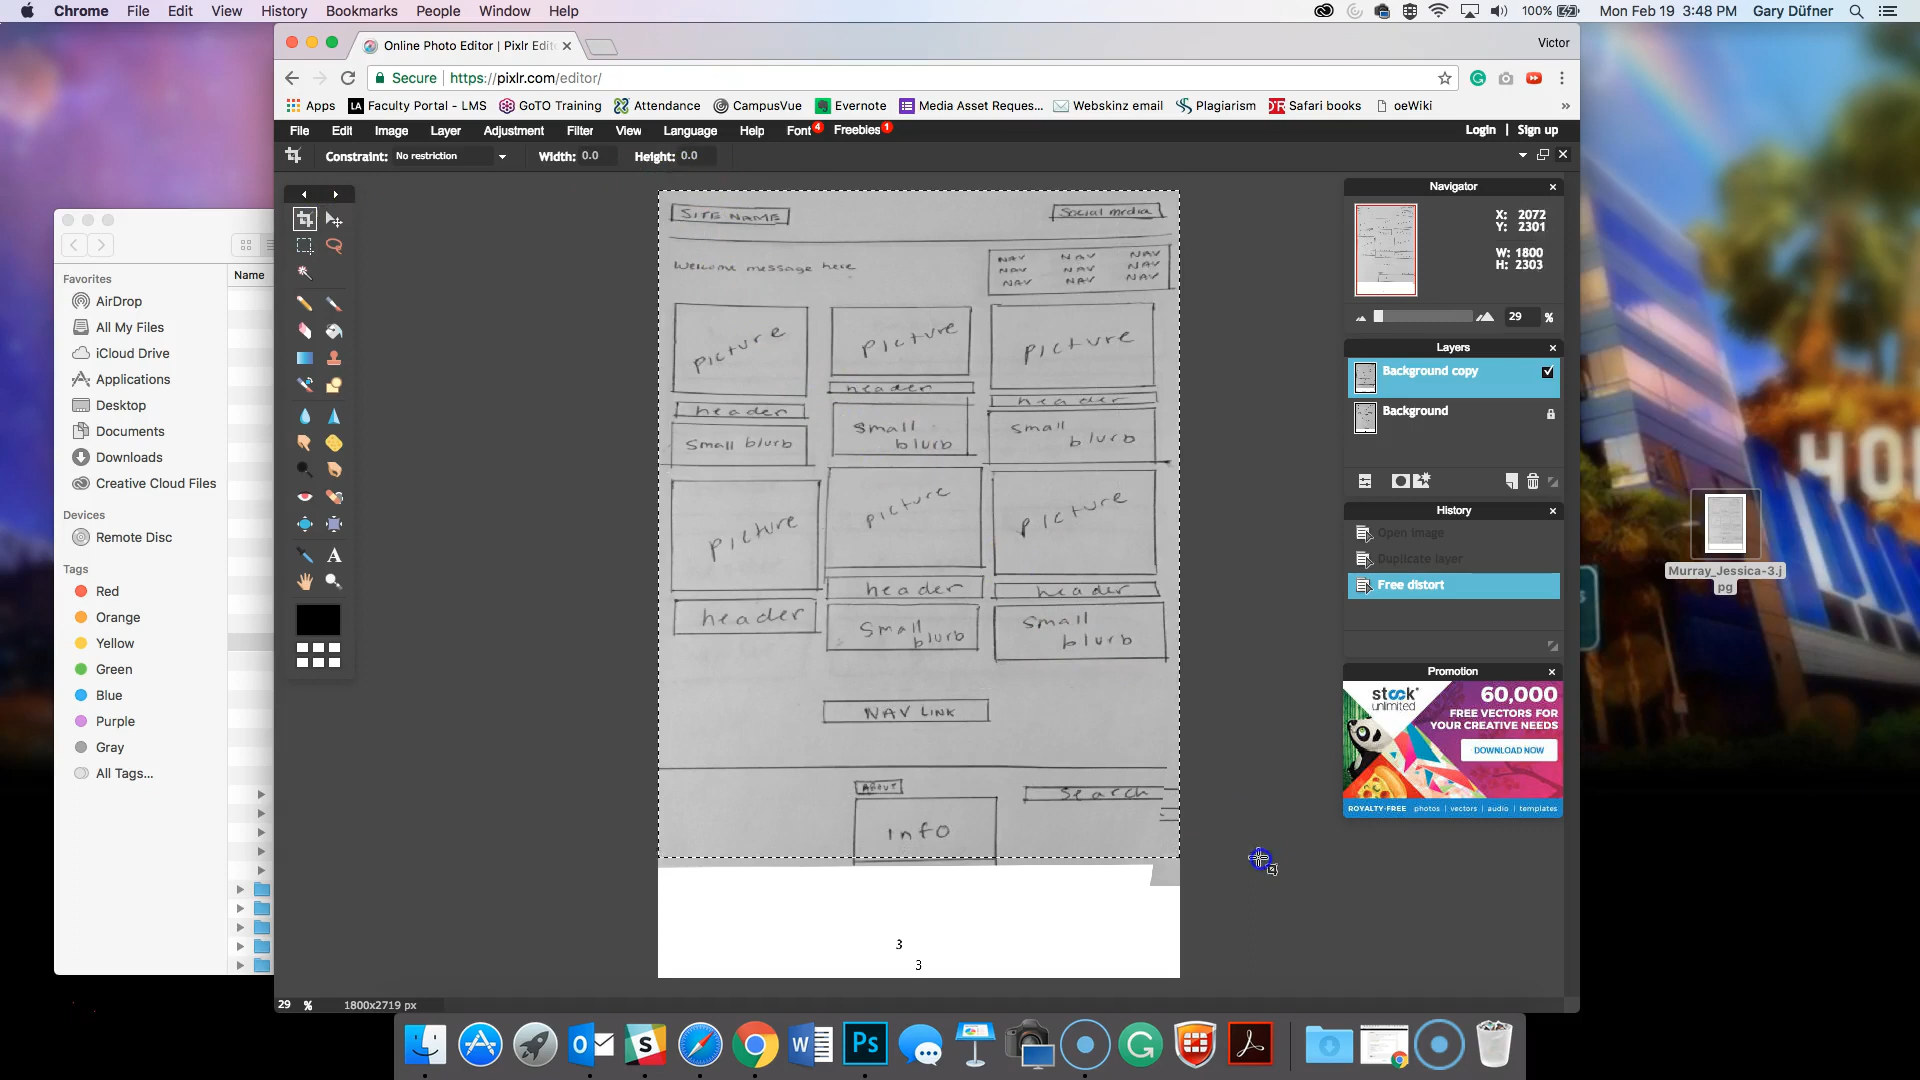 Chrome File Edit View History Bookmarks People Window Help
100% Mon Feb 19 3:48 PM Gary Düfner
Online Photo Editor | Pixlr Edit
Victor
Secure https://pixlr.com/editor/
Apps Faculty Portal - LMS GoTO Training Attendance CampusVue Evernote Media Asset Reques... Webskinz email Plagiarism Safari books oeWiki
File Edit Image Layer Adjustment Filter View Language Help Font 4 Freebies 1
Login | Sign up
Constraint: No restriction Width: 0.0 Height: 0.0
Favorites
AirDrop
All My Files
iCloud Drive
Applications
Desktop
Documents
Downloads
Creative Cloud Files
Devices
Remote Disc
Tags
Red
Orange
Yellow
Green
Blue
Purple
Gray
All Tags...
Name
SITE NAME Social media
Welcome message here
NAV NAV NAV
NAV NAV NAV
NAV NAV NAV
picture picture picture
header header header
Small blurb
Small blurb
Small blurb
picture picture picture
header header header
Small blurb
Small blurb
NAV LINK
ABOUT
Search
Info
3
3
29 % 1800x2719 px
Navigator
X: 2072
Y: 2301
W: 1800
H: 2303
29 %
Layers
Background copy
Background
History
Open image
Duplicate layer
Free distort
Promotion
stock unlimited
60,000
FREE VECTORS FOR
YOUR CREATIVE NEEDS
DOWNLOAD NOW
ROYALTY-FREE photos | vectors | audio | templates
HO
Murray_Jessica-3.j
pg
W
Ps